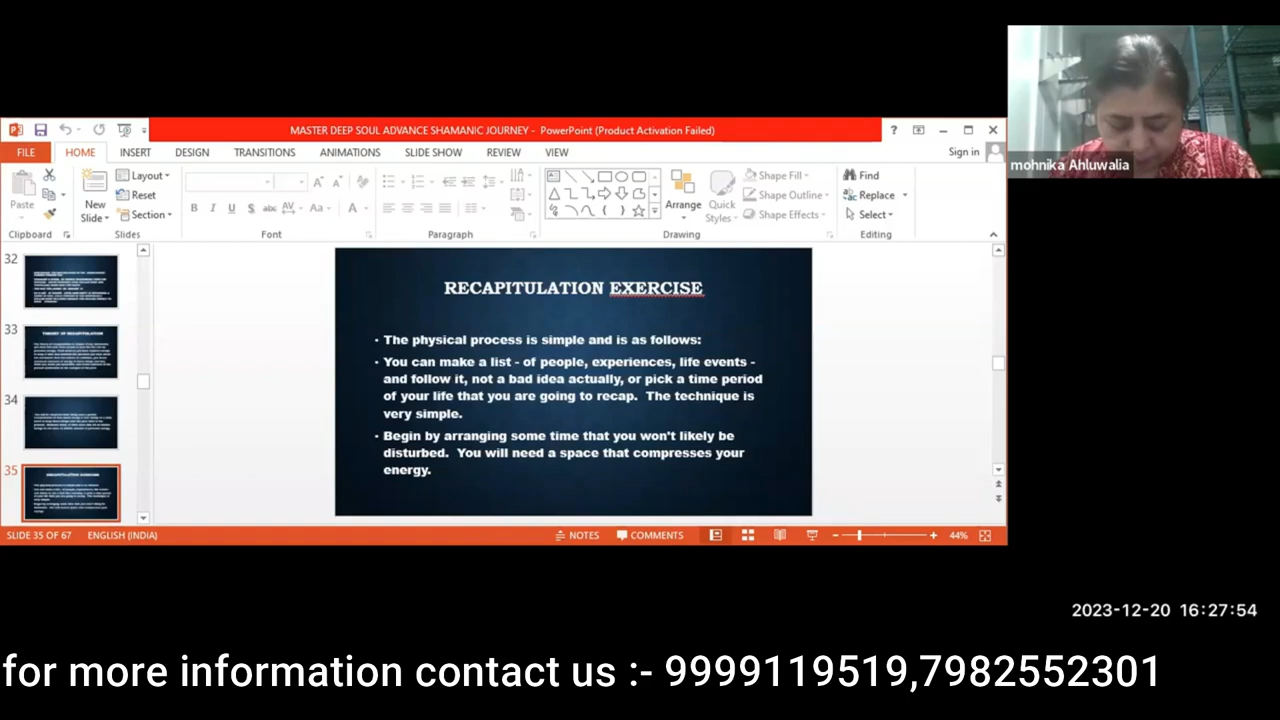 MASTER DEEP SOUL ADVANCE SHAMANIC JOURNEY - PowerPoint (Product Activation Failed)
FILE HOME INSERT DESIGN TRANSITIONS ANIMATIONS SLIDE SHOW REVIEW VIEW Sign in
mohnika Ahluwalia
Paste
New Slide
Layout
Reset
Section
B I U S abc AV Aa A
Arrange
Quick Styles
Shape Fill
Shape Outline
Shape Effects
Find
Replace
Select
Clipboard Slides Font Paragraph Drawing Editing
32
33
THEORY OF RECAPITULATION
34
35
RECAPITULATION EXERCISE
• The physical process is simple and is as follows:
• You can make a list - of people, experiences, life events -
and follow it, not a bad idea actually, or pick a time period
of your life that you are going to recap. The technique is
very simple.
• Begin by arranging some time that you won't likely be
disturbed. You will need a space that compresses your
energy.
SLIDE 35 OF 67 ENGLISH (INDIA) NOTES COMMENTS 44%
2023-12-20 16:27:54
for more information contact us :- 9999119519,7982552301